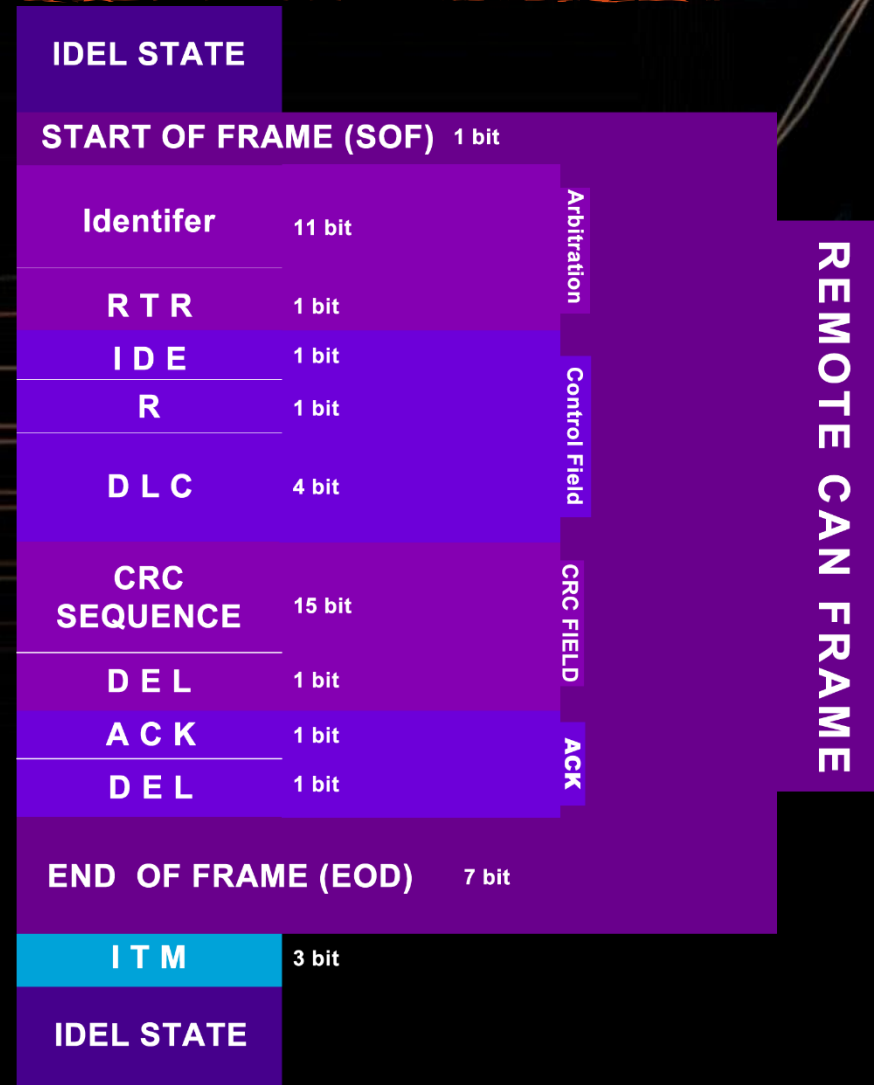 IDEL STATE
START OF FRAME (SOF) 1 bit
Identifer 11 bit
Arbitration
R T R 1 bit
I D E 1 bit
R 1 bit
Control Field
D L C 4 bit
CRC
SEQUENCE 15 bit
CRC FIELD
D E L 1 bit
A C K 1 bit
ACK
D E L 1 bit
END OF FRAME (EOD) 7 bit
REMOTE CAN FRAME
I T M 3 bit
IDEL STATE